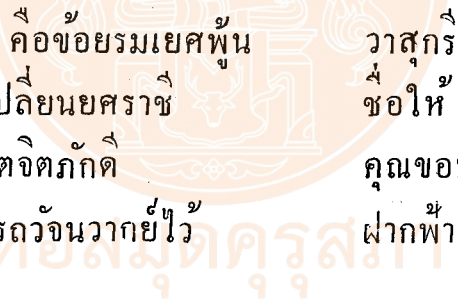 คือข้อยรมเยศพู้น วาสุกรี
เปลี่ยนยศราชี ชื่อให้
ตจิตภักดี คุณขอ
รถวัจนวากย์ไว้ ฝากฟ้า